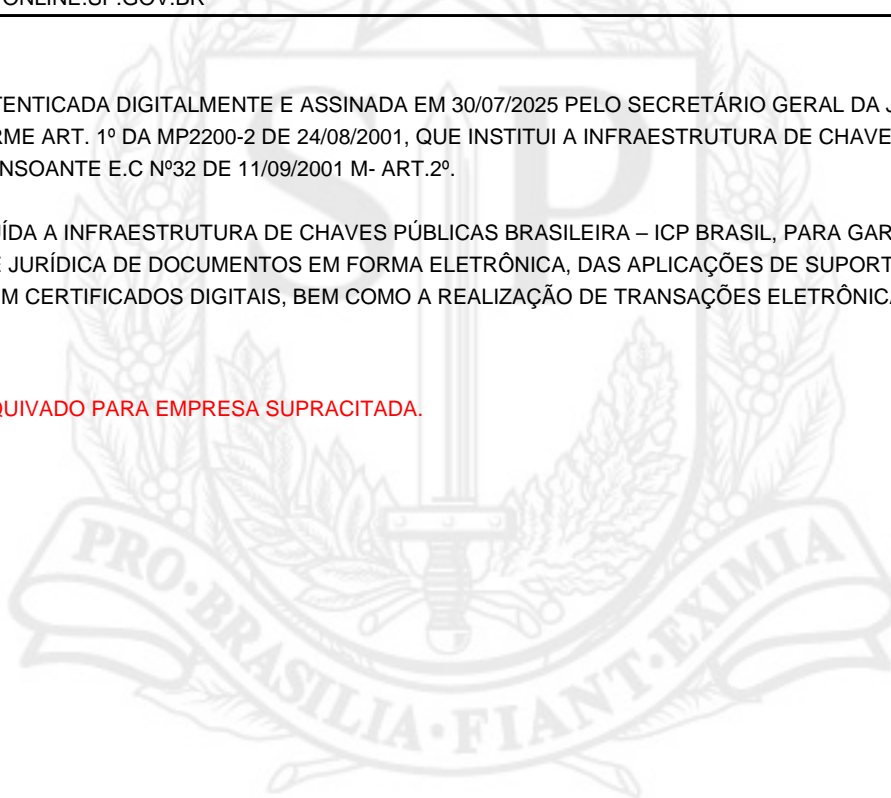 ONLINE.SP.GOV.BR
TENTICADA DIGITALMENTE E ASSINADA EM 30/07/2025 PELO SECRETÁRIO GERAL DA J
RME ART. 1º DA MP2200-2 DE 24/08/2001, QUE INSTITUI A INFRAESTRUTURA DE CHAVE
NSOANTE E.C Nº32 DE 11/09/2001 M- ART.2º.
ÍDA A INFRAESTRUTURA DE CHAVES PÚBLICAS BRASILEIRA – ICP BRASIL, PARA GAR
E JURÍDICA DE DOCUMENTOS EM FORMA ELETRÔNICA, DAS APLICAÇÕES DE SUPORT
M CERTIFICADOS DIGITAIS, BEM COMO A REALIZAÇÃO DE TRANSAÇÕES ELETRÔNICA
QUIVADO PARA EMPRESA SUPRACITADA.
SP
PRO·BRASILIA·FIANT·EXIMIA